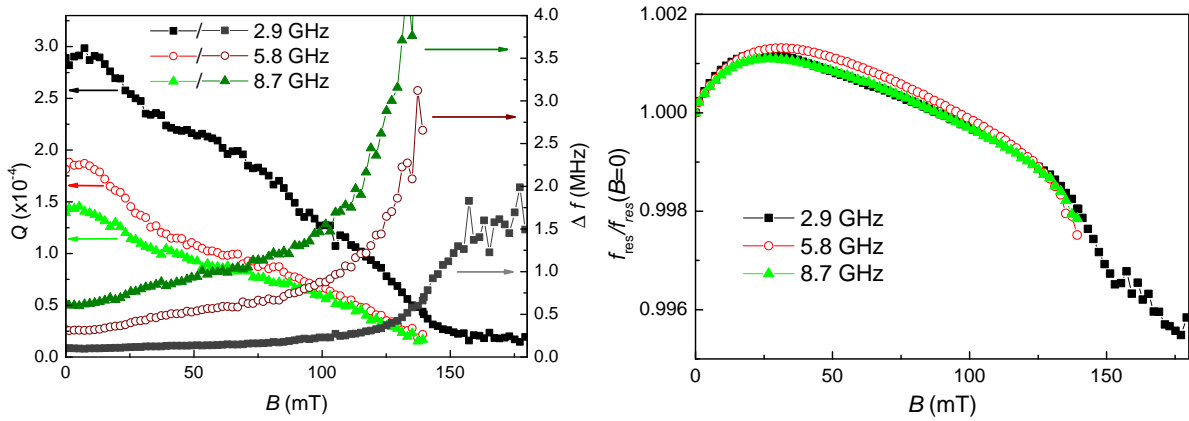 3.0
2.5
2.0
1.5
1.0
0.5
0.0
Q (x10⁻⁴)
/ 2.9 GHz
/ 5.8 GHz
/ 8.7 GHz
4.0
3.5
3.0
2.5
2.0
1.5
1.0
0.5
0.0
Δ f (MHz)
0 50 100 150
B (mT)
1.002
1.000
0.998
0.996
f_res/f_res(B=0)
2.9 GHz
5.8 GHz
8.7 GHz
0 50 100 150
B (mT)